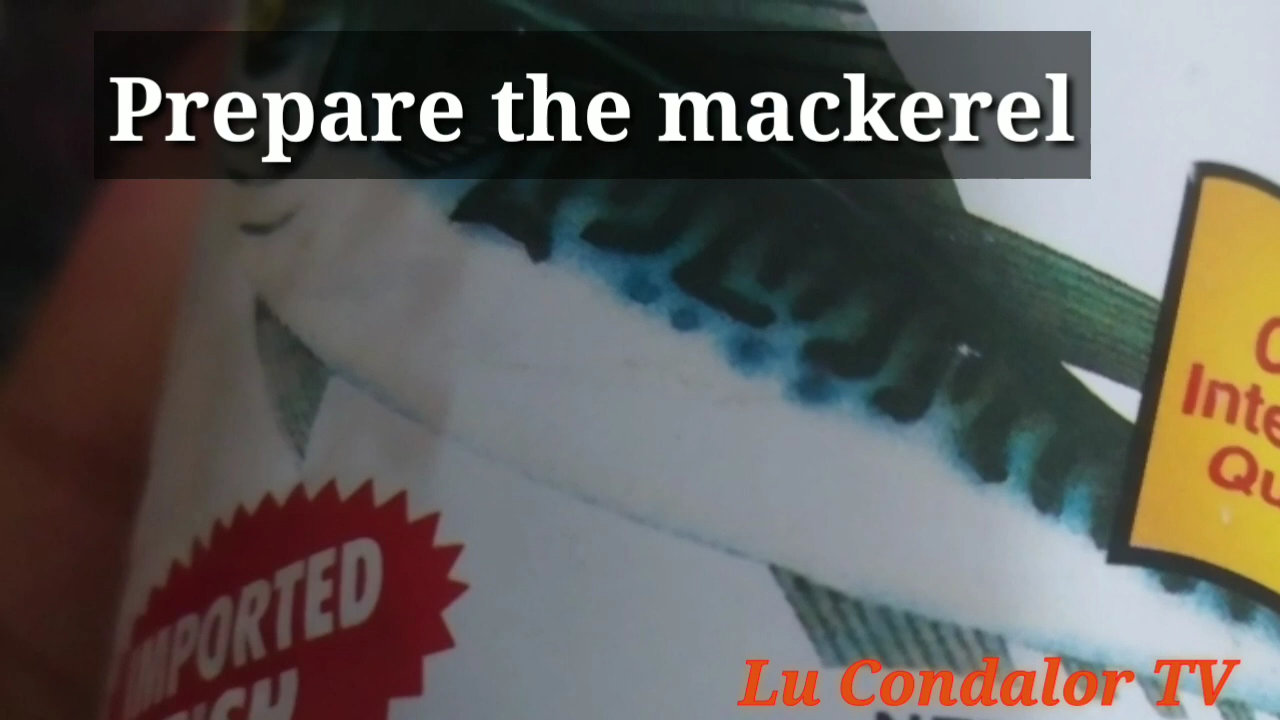 Prepare the mackerel
Inte
Qu
IMPORTED
Lu Condalor TV